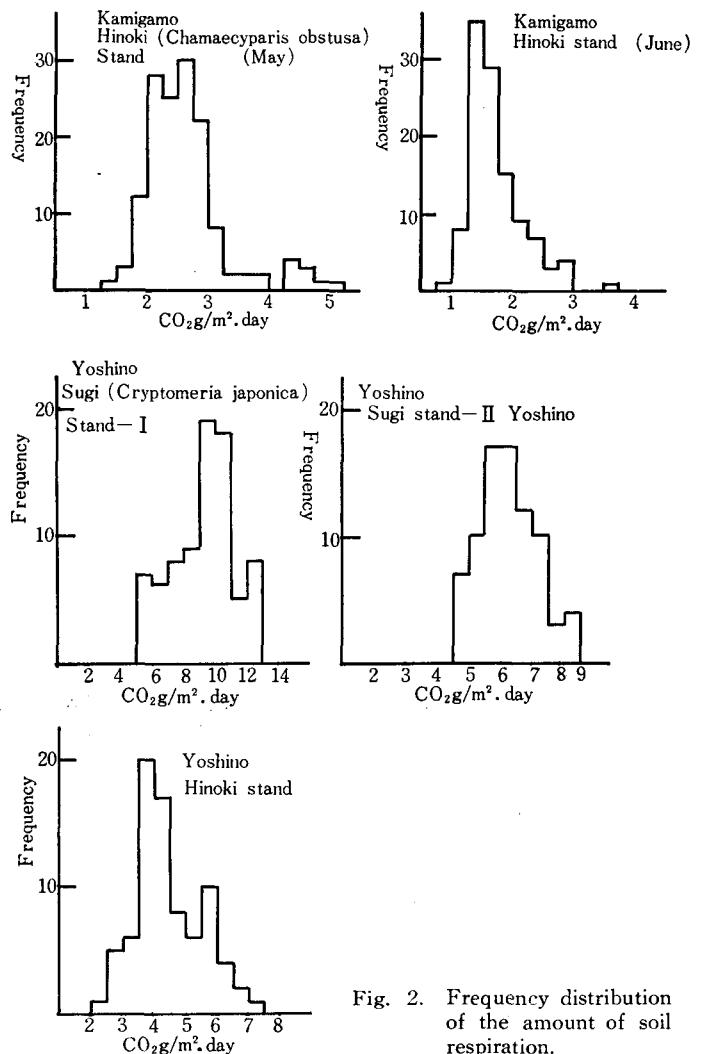 Kamigamo
Hinoki (Chamaecyparis obstusa)
Stand (May)
Frequency
30
20
10
1 2 3 4 5
CO₂g/m².day
Kamigamo
Hinoki stand (June)
Frequency
30
20
10
1 2 3 4
CO₂g/m².day
Yoshino
Sugi (Cryptomeria japonica)
Stand-I
Frequency
20
10
2 4 6 8 10 12 14
CO₂g/m².day
Yoshino
Sugi stand-II Yoshino
Frequency
20
10
2 3 4 5 6 7 8 9
CO₂g/m².day
Yoshino
Hinoki stand
Frequency
20
10
2 3 4 5 6 7 8
CO₂g/m².day
Fig. 2. Frequency distribution
of the amount of soil
respiration.